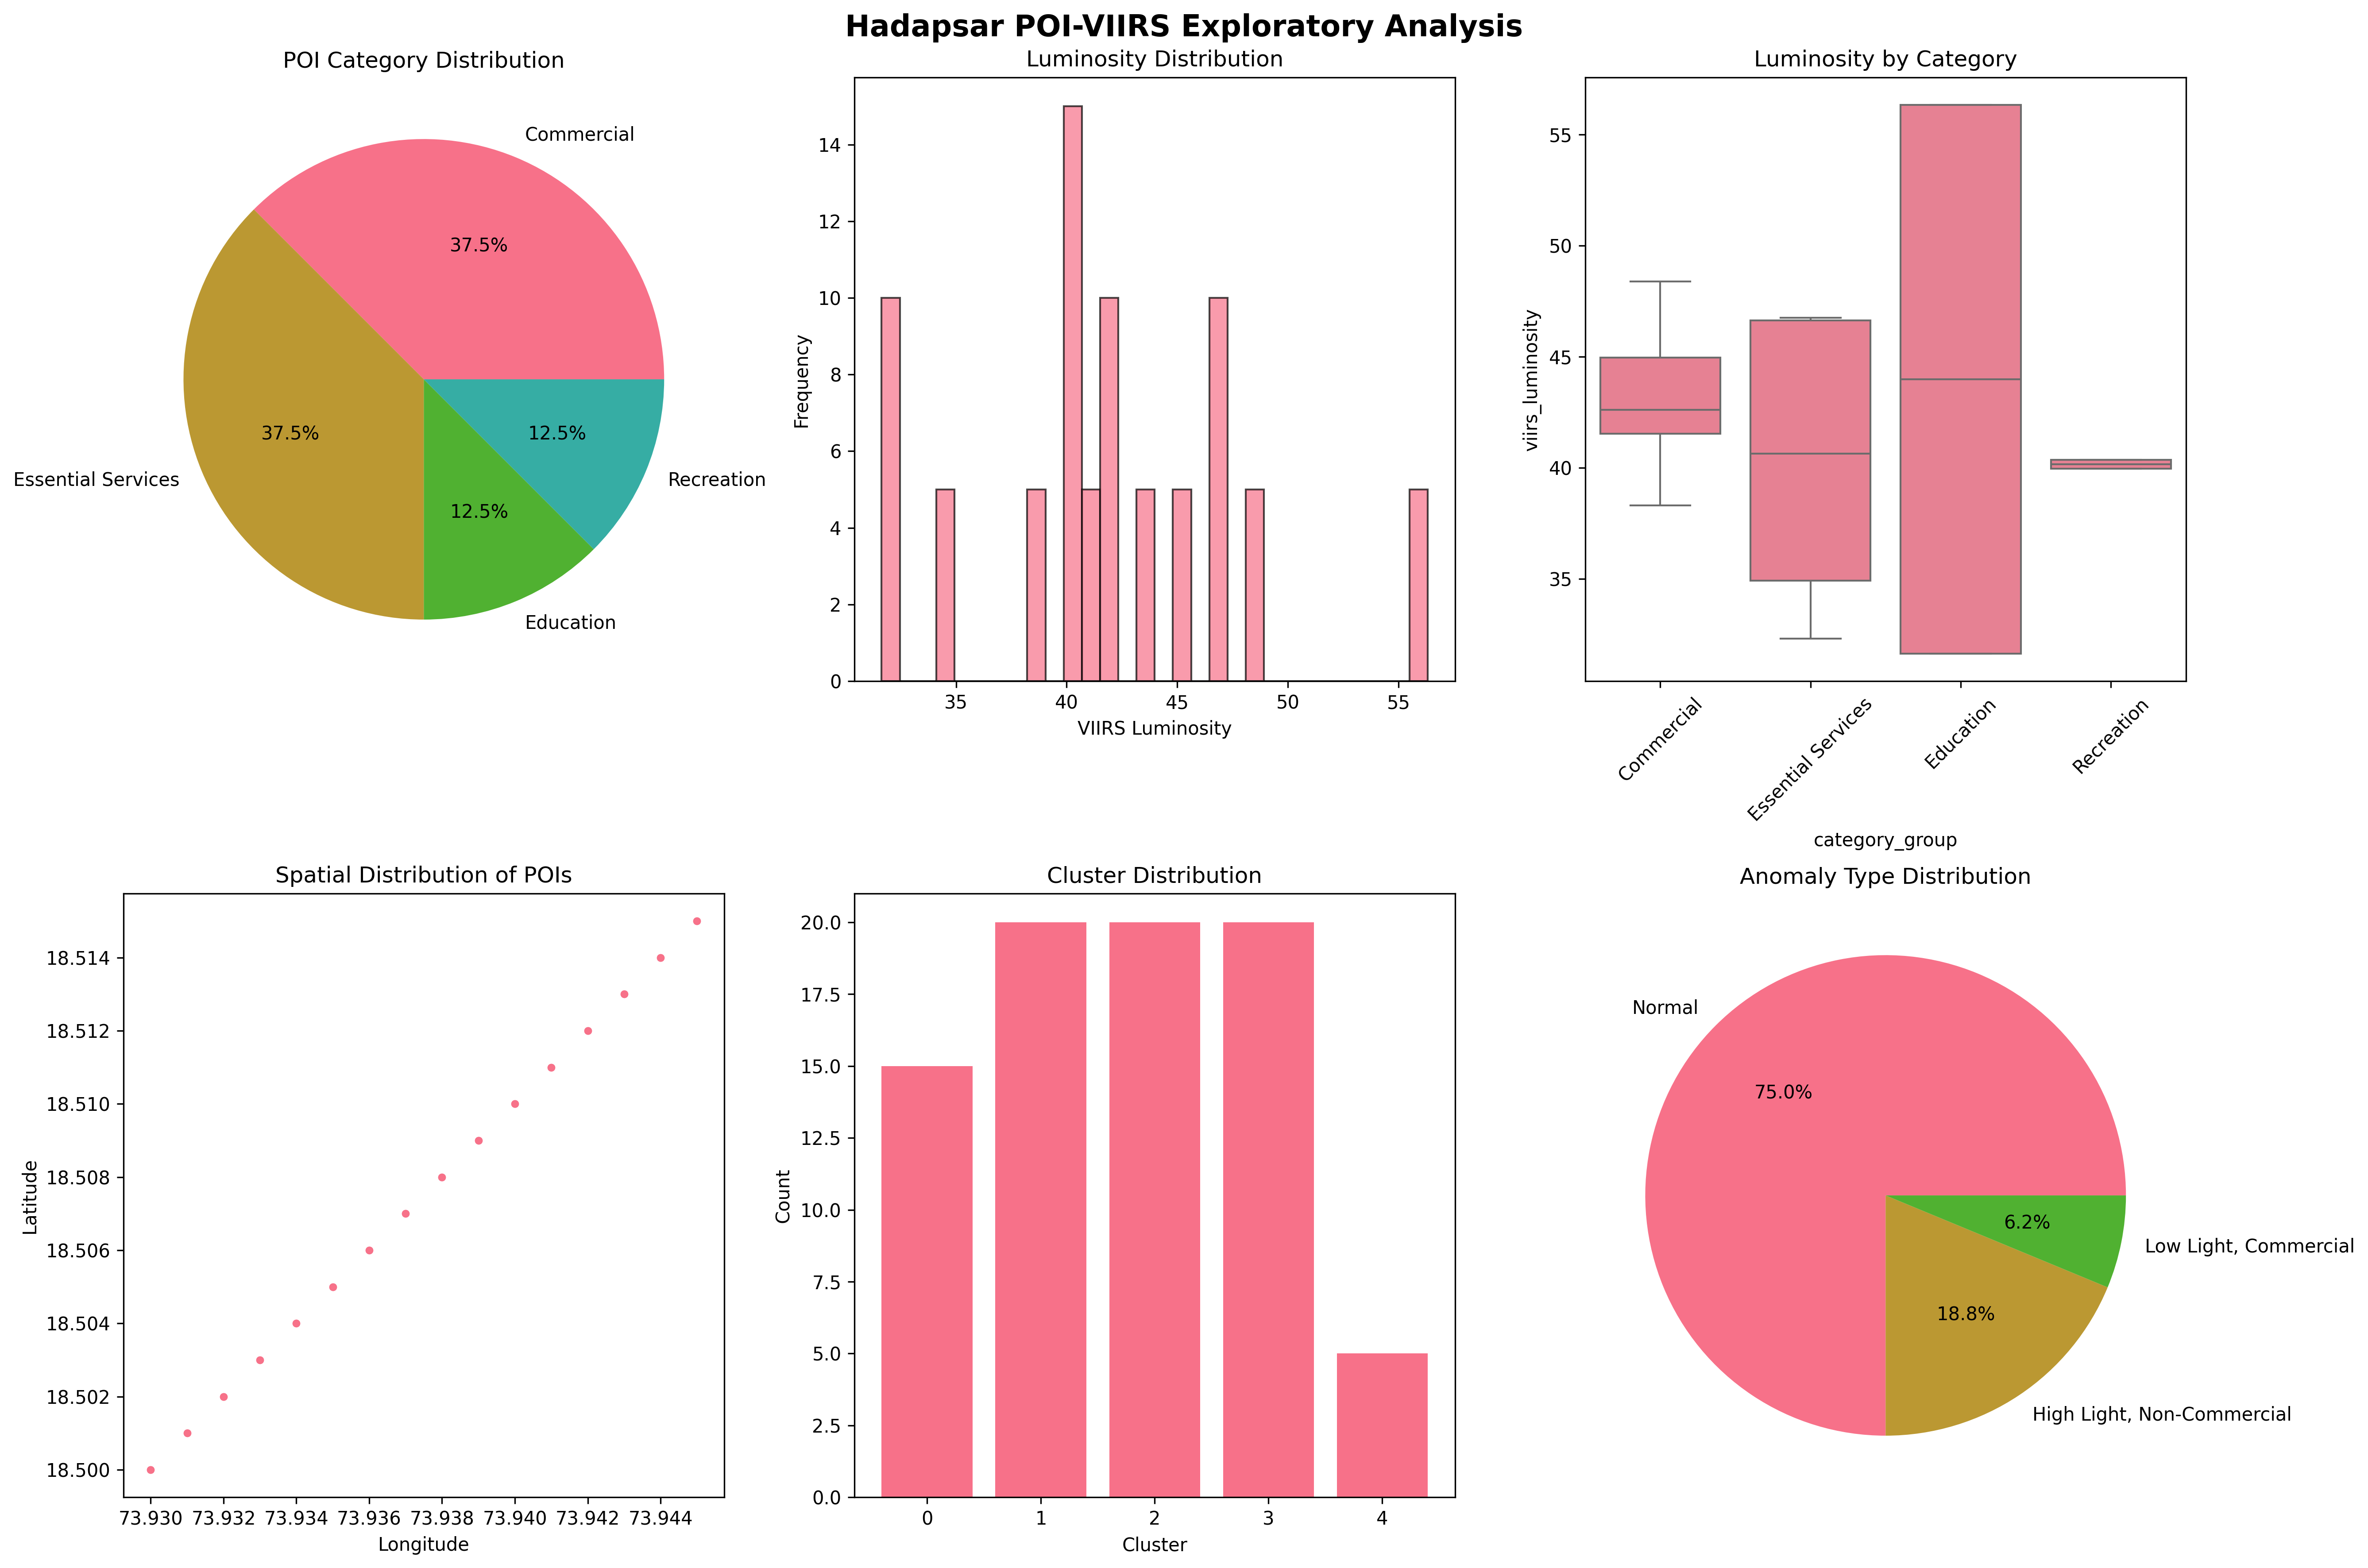 Hadapsar POI-VIIRS Exploratory Analysis
POI Category Distribution
Commercial
37.5%
37.5%
12.5%
Essential Services
Recreation
12.5%
Education
Luminosity Distribution
Frequency
14
12
10
8
6
4
2
0
35
40
45
50
55
VIIRS Luminosity
Luminosity by Category
viirs_luminosity
55
50
45
40
35
Commercial
Essential Services
Education
Recreation
category_group
Spatial Distribution of POIs
Latitude
18.514
18.512
18.510
18.508
18.506
18.504
18.502
18.500
73.930
73.932
73.934
73.936
73.938
73.940
73.942
73.944
Longitude
Cluster Distribution
Count
20.0
17.5
15.0
12.5
10.0
7.5
5.0
2.5
0.0
0
1
2
3
4
Cluster
Anomaly Type Distribution
Normal
75.0%
6.2%
Low Light, Commercial
18.8%
High Light, Non-Commercial